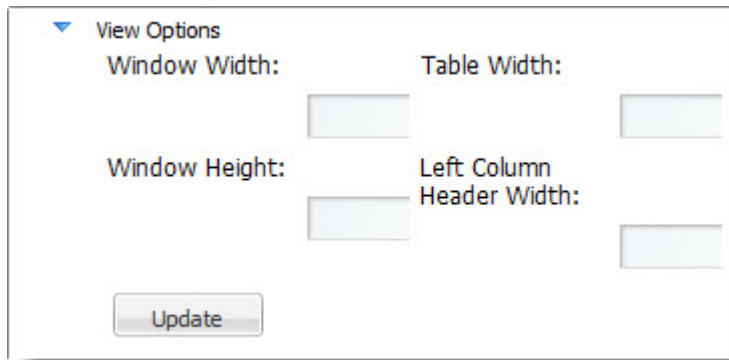 View Options
Window Width:
Table Width:
Window Height:
Left Column
Header Width:
Update